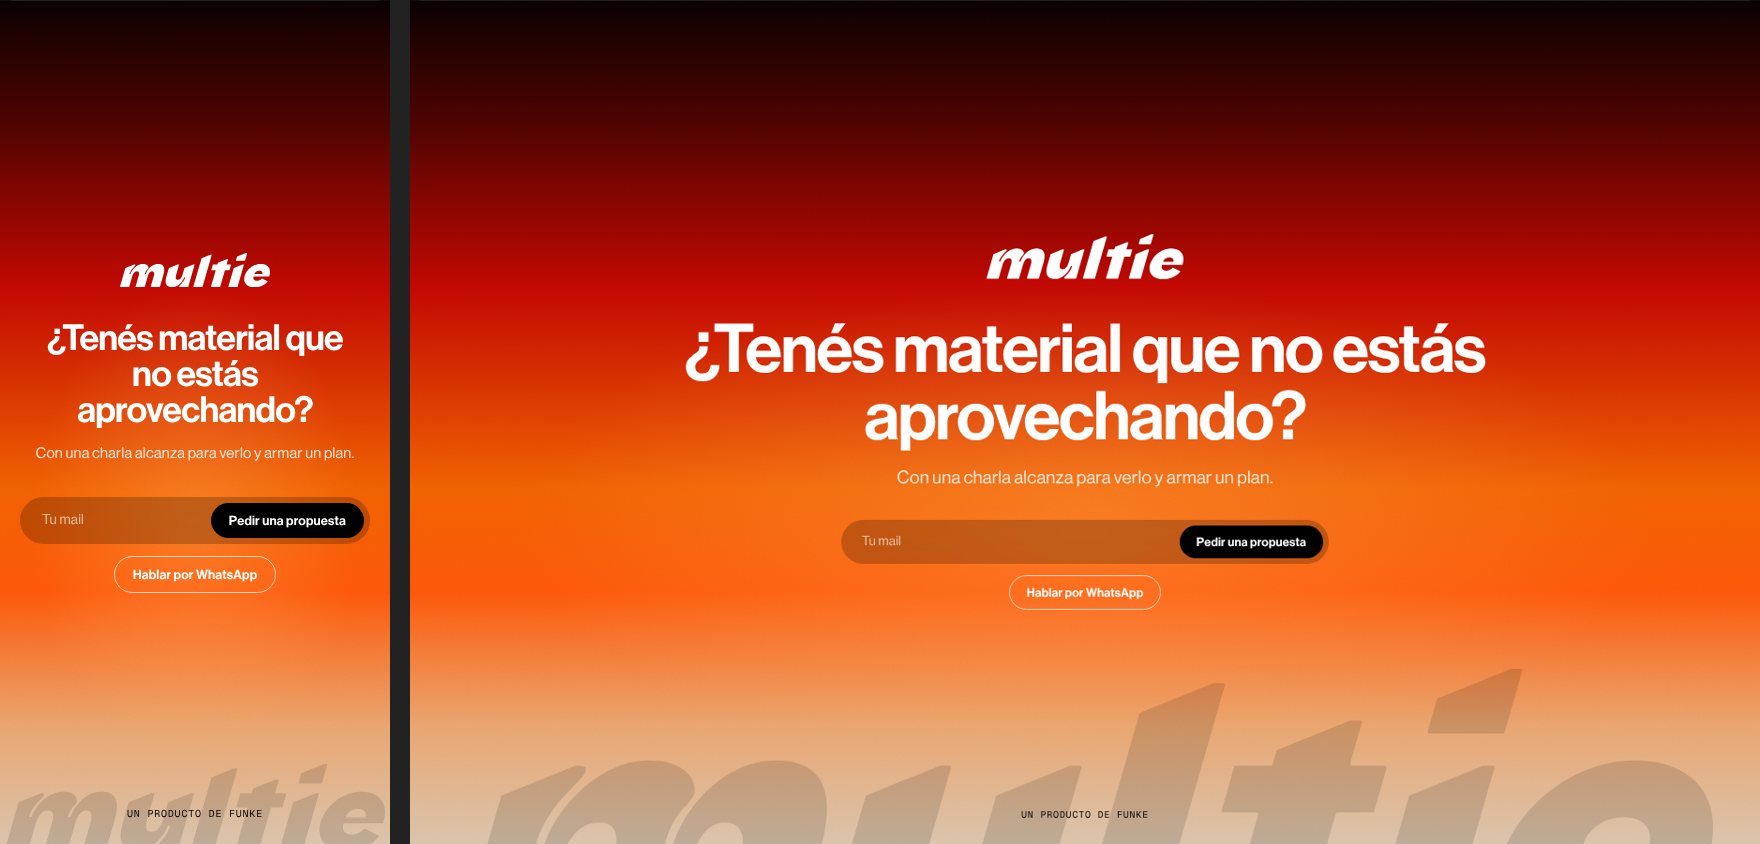 multie
¿Tenés material que
no estás
aprovechando?
Con una charla alcanza para verlo y armar un plan.
Tu mail
Pedir una propuesta
Hablar por WhatsApp
multie
UN PRODUCTO DE FUNKE
multie
¿Tenés material que no estás
aprovechando?
Con una charla alcanza para verlo y armar un plan.
Tu mail
Pedir una propuesta
Hablar por WhatsApp
multie
UN PRODUCTO DE FUNKE